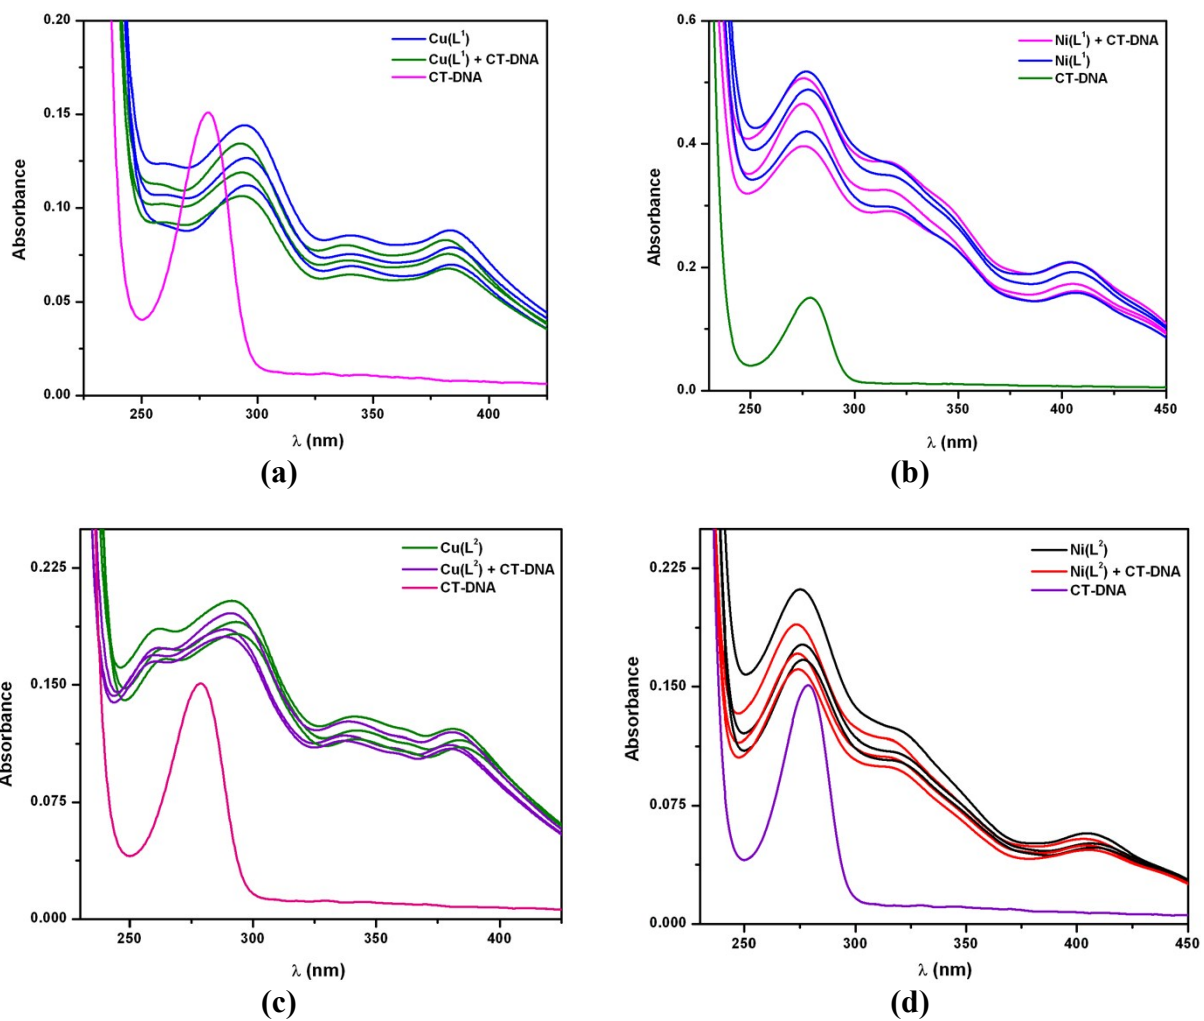 0.20
0.15
0.10
0.05
0.00
Absorbance
Cu(L¹)
Cu(L¹) + CT-DNA
CT-DNA
250 300 350 400
λ (nm)
(a)
0.6
0.4
0.2
0.0
Absorbance
Ni(L¹) + CT-DNA
Ni(L¹)
CT-DNA
250 300 350 400 450
λ (nm)
(b)
0.225
0.150
0.075
0.000
Absorbance
Cu(L²)
Cu(L²) + CT-DNA
CT-DNA
250 300 350 400
λ (nm)
(c)
0.225
0.150
0.075
0.000
Absorbance
Ni(L²)
Ni(L²) + CT-DNA
CT-DNA
250 300 350 400 450
λ (nm)
(d)